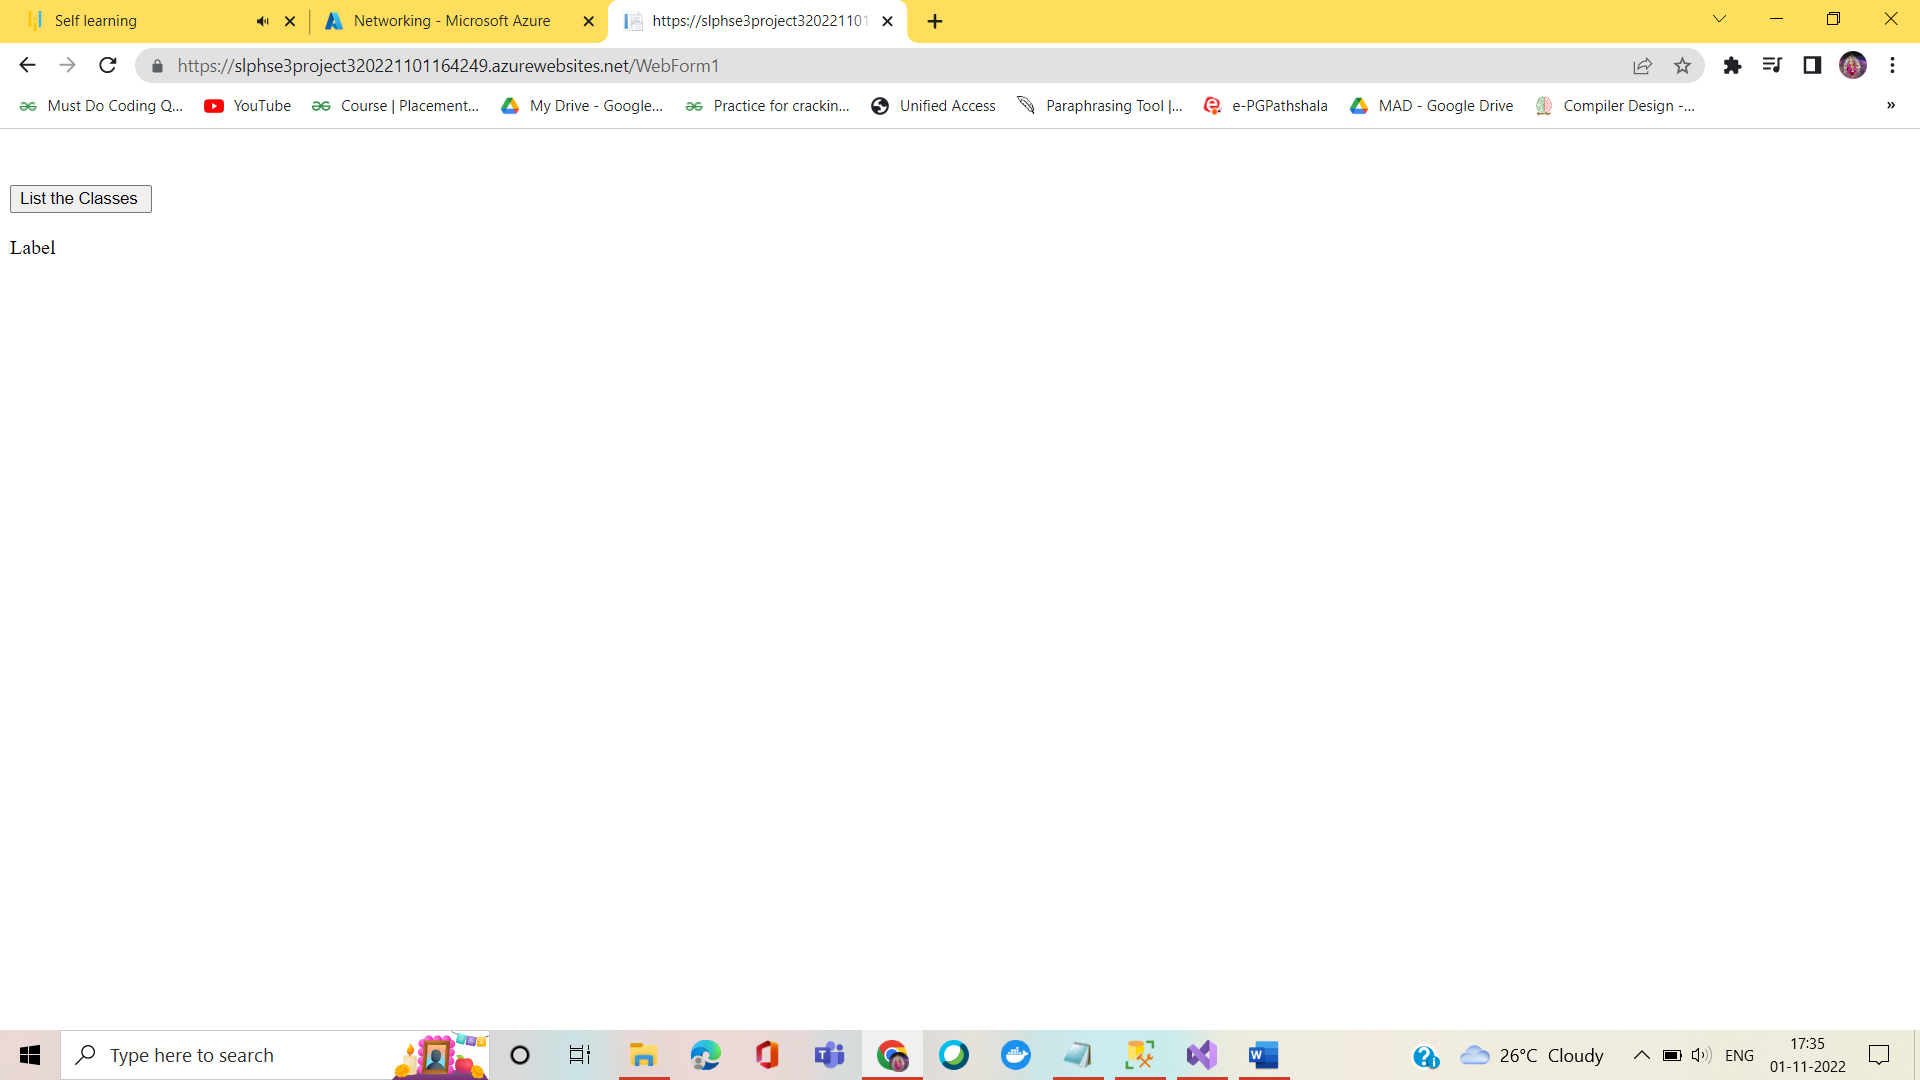 Self learning
Networking - Microsoft Azure
https://slphse3project320221101
https://slphse3project320221101164249.azurewebsites.net/WebForm1
Must Do Coding Q...
YouTube
Course | Placement...
My Drive - Google...
Practice for crackin...
Unified Access
Paraphrasing Tool |...
e-PGPathshala
MAD - Google Drive
Compiler Design -...
»
List the Classes
Label
Type here to search
26°C Cloudy
ENG
17:35
01-11-2022